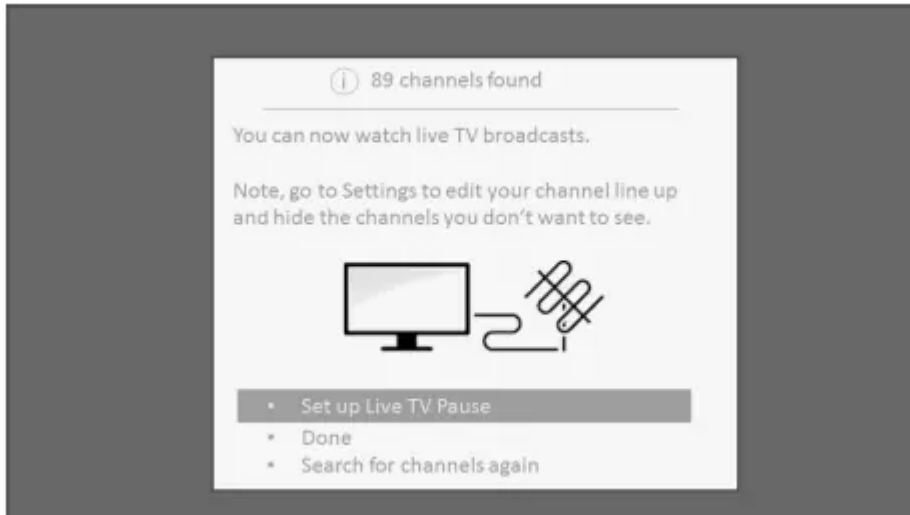 i 89 channels found
You can now watch live TV broadcasts.
Note, go to Settings to edit your channel line up
and hide the channels you don't want to see.
• Set up Live TV Pause
• Done
• Search for channels again